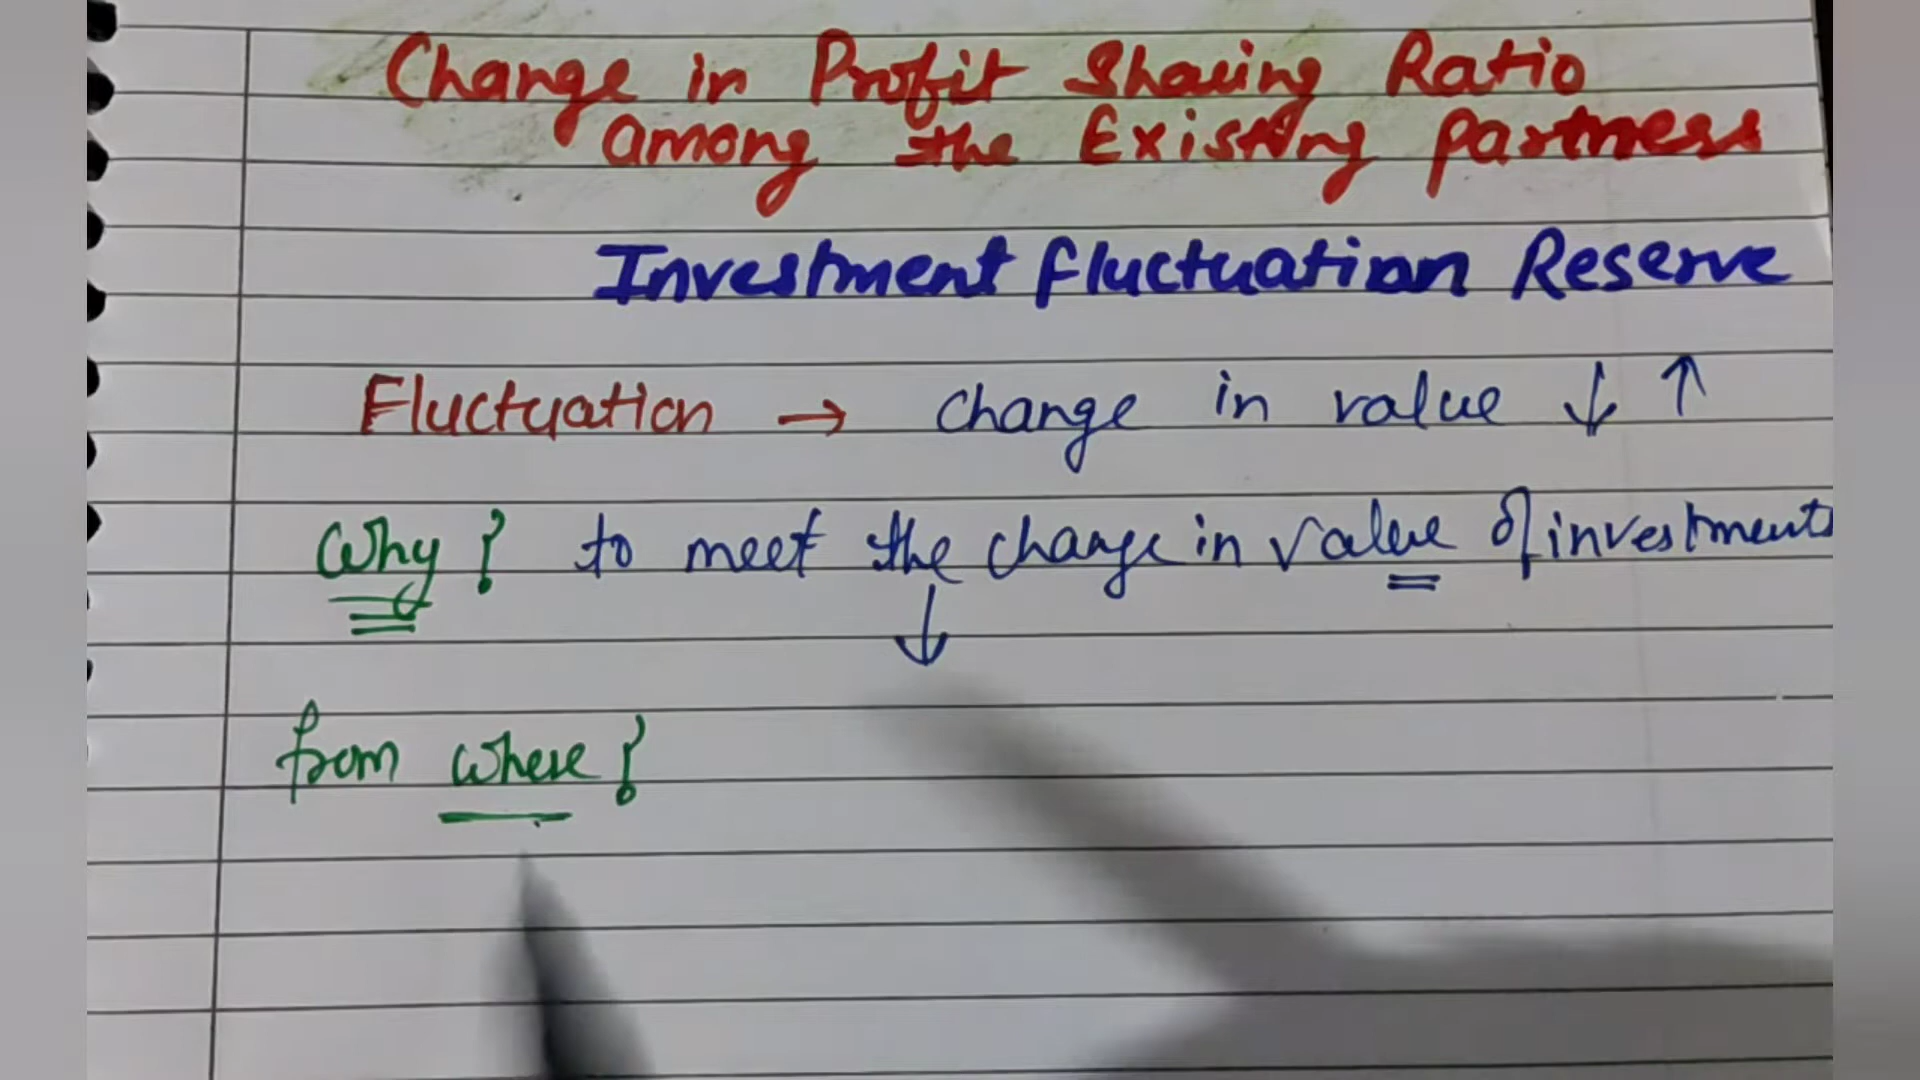 Change in Profit Sharing Ratio
among the Existing partners
Investment fluctuation Reserve
Fluctuation → change in value ↓ ↑
Why? to meet the change in value of investments
↓
from where?